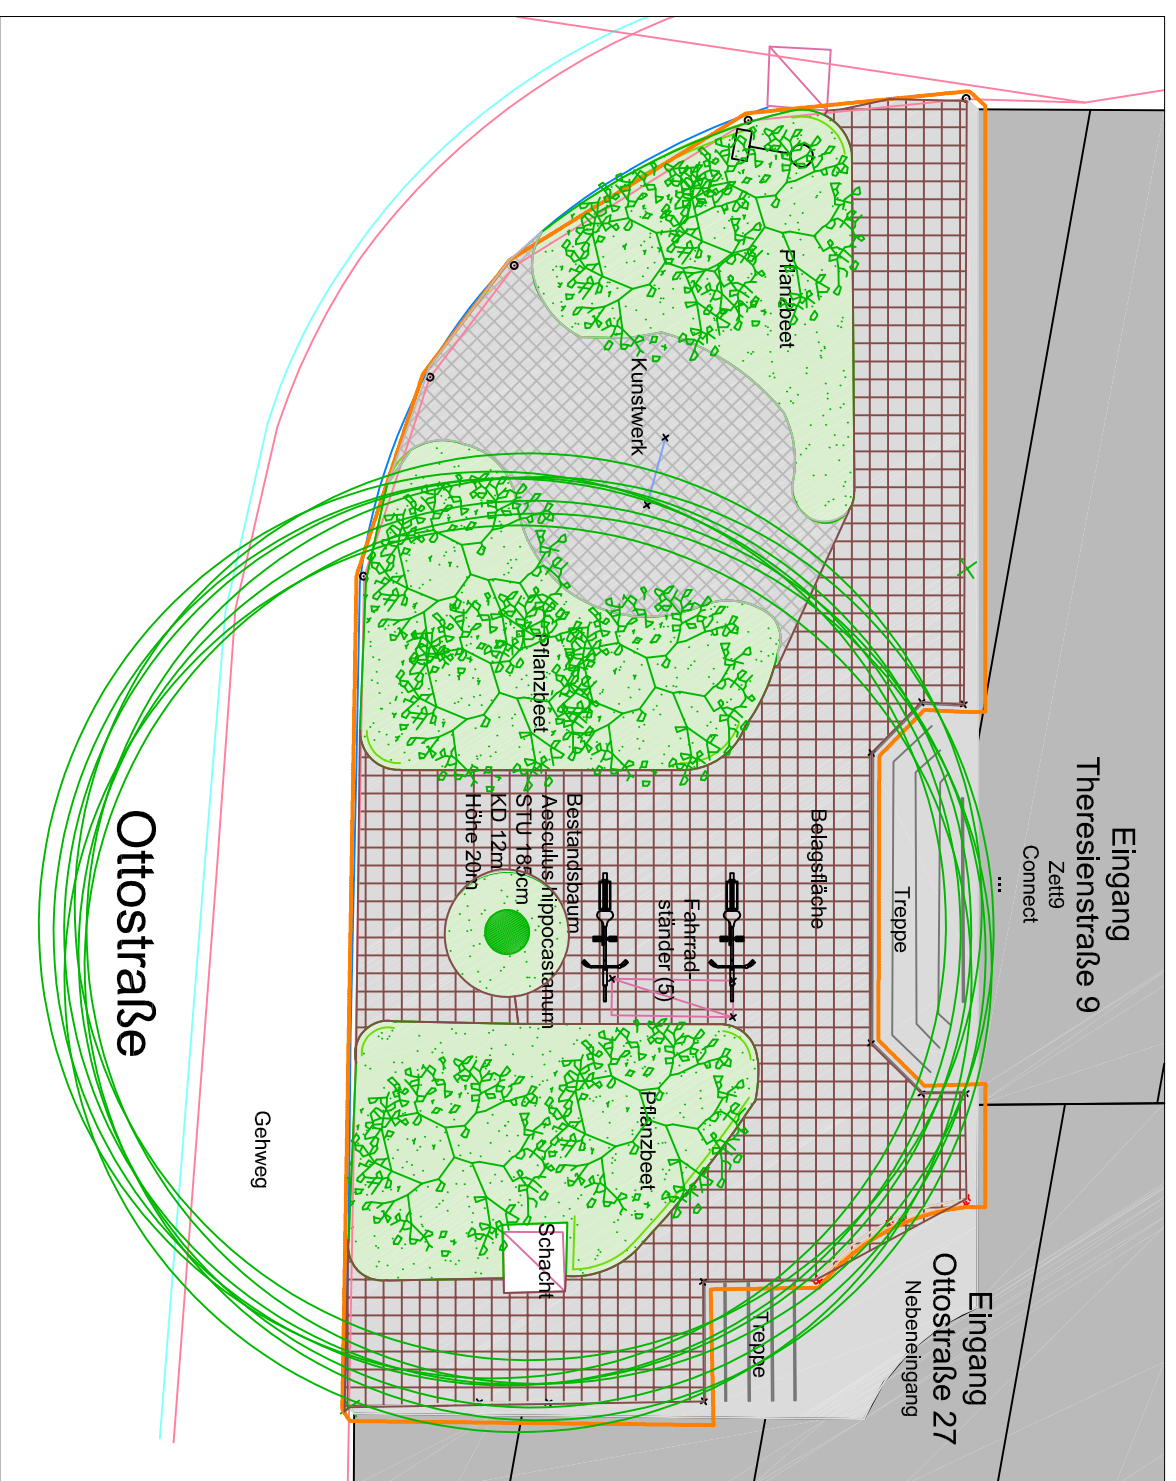 Eingang
Theresienstraße 9
Zett9
Connect
...
Pflanzbeet
Kunstwerk
Pflanzbeet
Belagsfläche
Treppe
Fahrrad-
ständer (5)
Bestandsbaum
Aesculus hippocastanum
STU 185cm
KD 12m
Höhe 20m
Ottostraße
Pflanzbeet
Gehweg
Schacht
Treppe
Eingang
Ottostraße 27
Nebeneingang